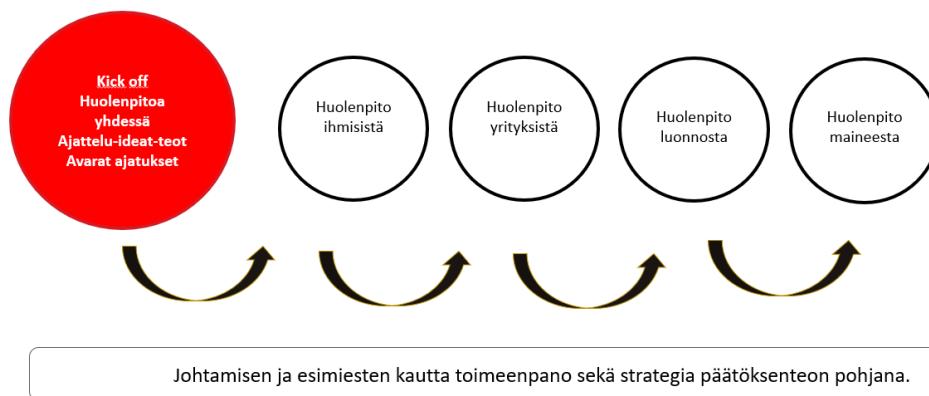 Kick off
Huolenpitoa
yhdessä
Ajattelu-ideat-teot
Avarat ajatukset
Huolenpito
ihmisistä
Huolenpito
yrityksistä
Huolenpito
luonnosta
Huolenpito
maineesta
Johtamisen ja esimiesten kautta toimeenpano sekä strategia päätöksenteon pohjana.